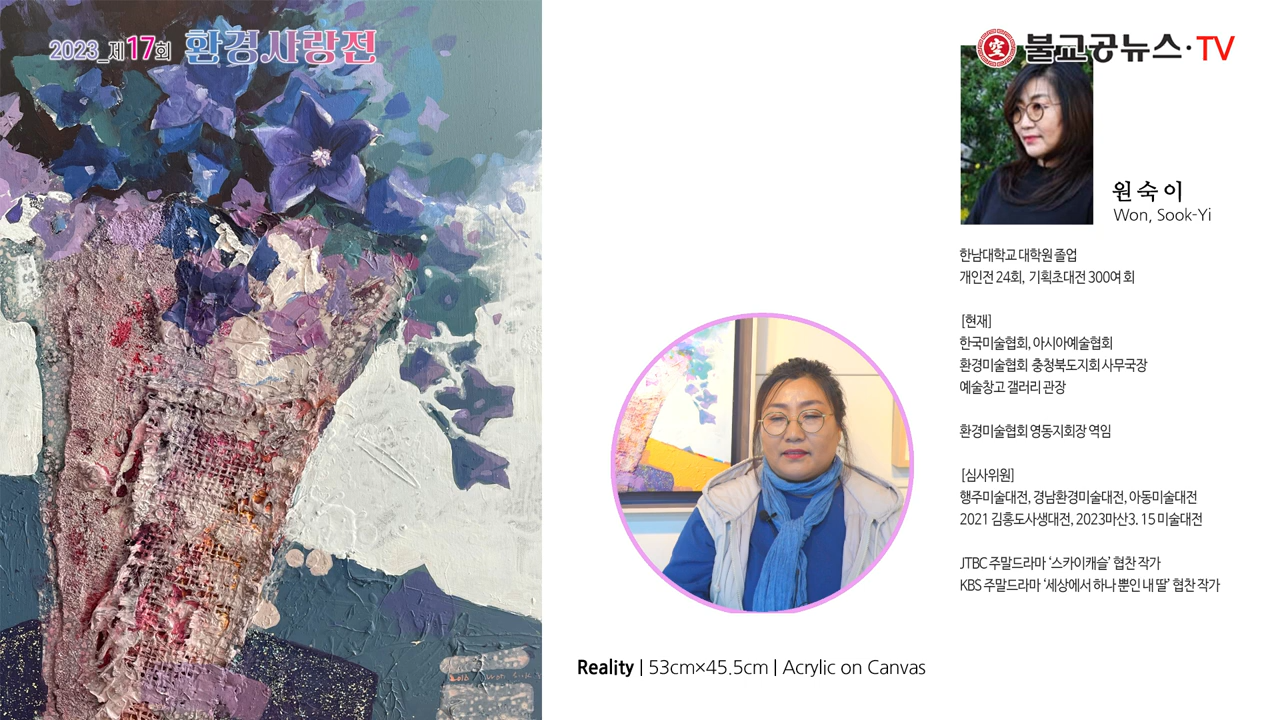 2023_제17회 환경사랑전
空 불교공뉴스·TV
원숙이
Won, Sook-Yi
한남대학교 대학원 졸업
개인전 24회, 기획초대전 300여 회
[현재]
한국미술협회, 아시아예술협회
환경미술협회 충청북도지회 사무국장
예술창고 갤러리 관장
환경미술협회 영동지회장 역임
[심사위원]
행주미술대전, 경남환경미술대전, 아동미술대전
2021 김홍도사생대전, 2023마산3. 15 미술대전
JTBC 주말드라마 ‘스카이캐슬’ 협찬 작가
KBS 주말드라마 ‘세상에서 하나 뿐인 내 딸’ 협찬 작가
Reality | 53cm×45.5cm | Acrylic on Canvas